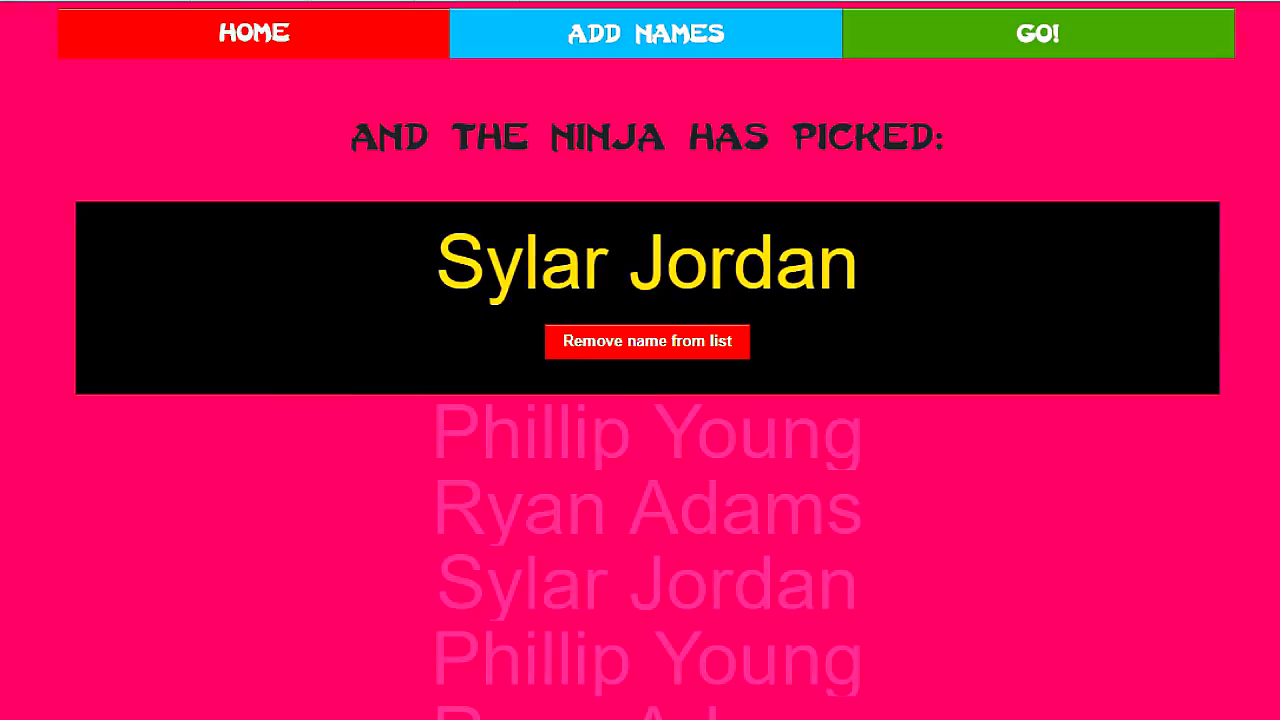 HOME
ADD NAMES
GO!
AND THE NINJA HAS PICKED:
Sylar Jordan
Remove name from list
Phillip Young
Ryan Adams
Sylar Jordan
Phillip Young